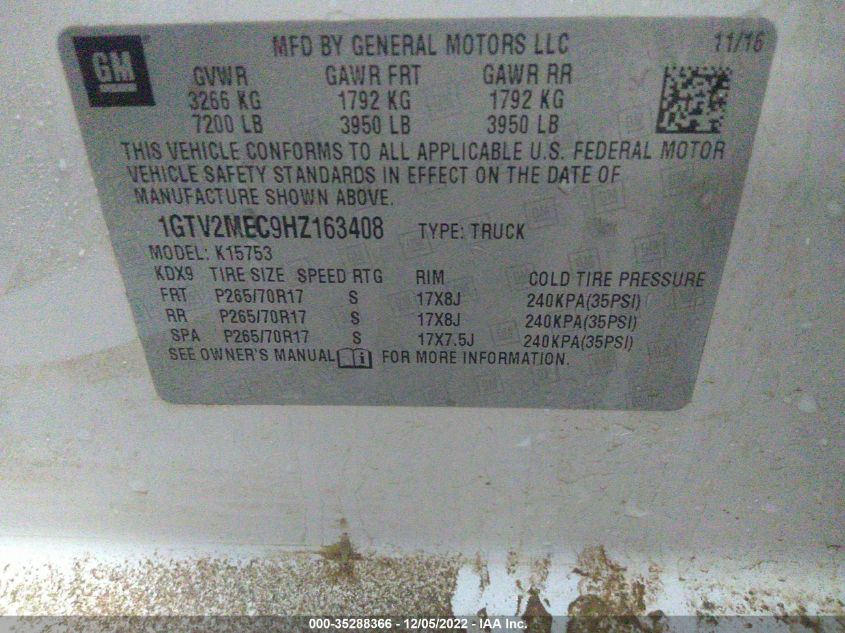 GM
MFD BY GENERAL MOTORS LLC 11/16
GVWR GAWR FRT GAWR RR
3266 KG 1792 KG 1792 KG
7200 LB 3950 LB 3950 LB
THIS VEHICLE CONFORMS TO ALL APPLICABLE U.S. FEDERAL MOTOR
VEHICLE SAFETY STANDARDS IN EFFECT ON THE DATE OF
MANUFACTURE SHOWN ABOVE.
1GTV2MEC9HZ163408 TYPE: TRUCK
MODEL: K15753
KDX9 TIRE SIZE SPEED RTG RIM COLD TIRE PRESSURE
FRT P265/70R17 S 17X8J 240KPA(35PSI)
RR P265/70R17 S 17X8J 240KPA(35PSI)
SPA P265/70R17 S 17X7.5J 240KPA(35PSI)
SEE OWNER'S MANUAL FOR MORE INFORMATION.
000-35288366 - 12/05/2022 - IAA Inc.